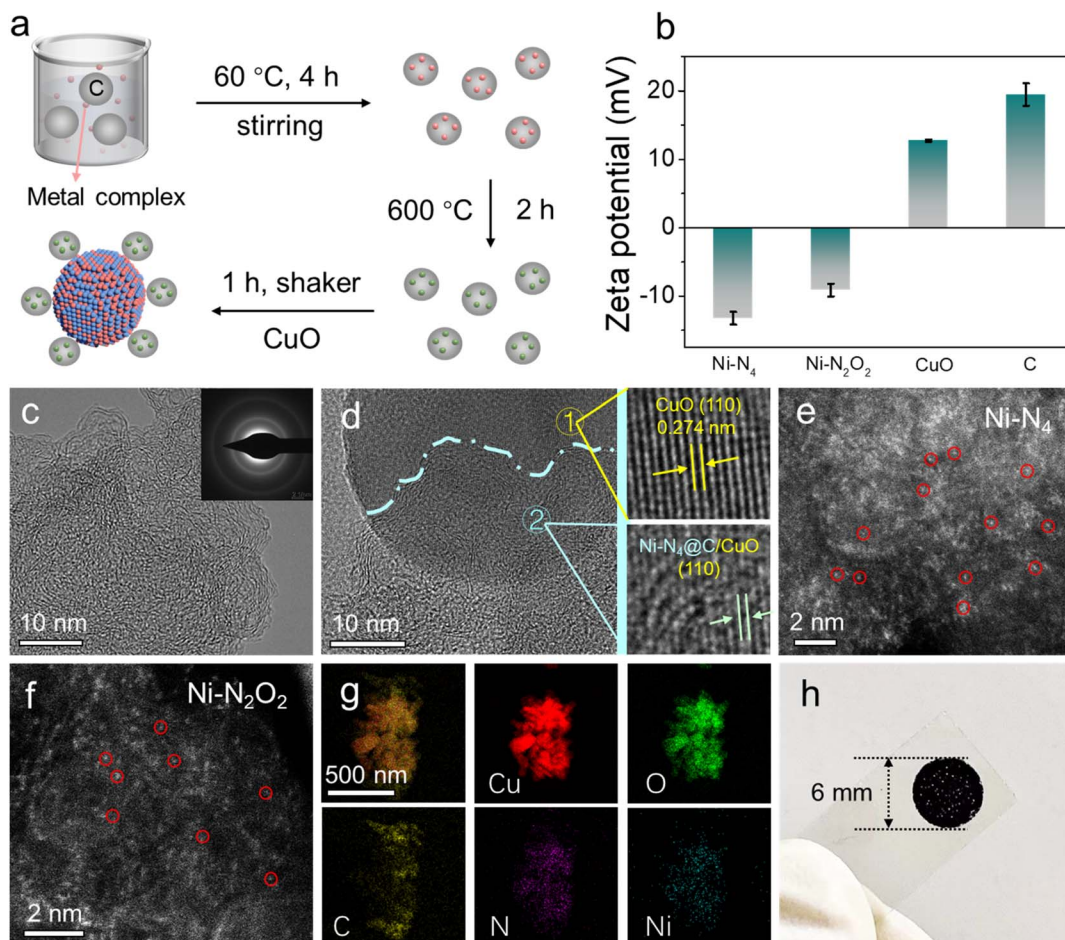 a
C
60 °C, 4 h
stirring
Metal complex
600 °C
2 h
1 h, shaker
CuO
b
Zeta potential (mV)
20
10
0
-10
Ni-N₄
Ni-N₂O₂
CuO
C
c
10 nm
d
1
2
10 nm
CuO (110)
0.274 nm
Ni-N₄@C/CuO
(110)
e
Ni-N₄
2 nm
f
Ni-N₂O₂
2 nm
g
500 nm
Cu
O
C
N
Ni
h
6 mm